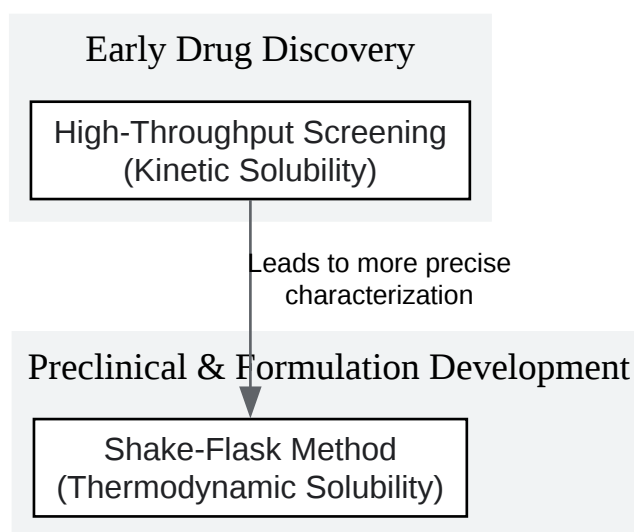 Early Drug Discovery
High-Throughput Screening
(Kinetic Solubility)
Leads to more precise
characterization
Preclinical & Formulation Development
Shake-Flask Method
(Thermodynamic Solubility)